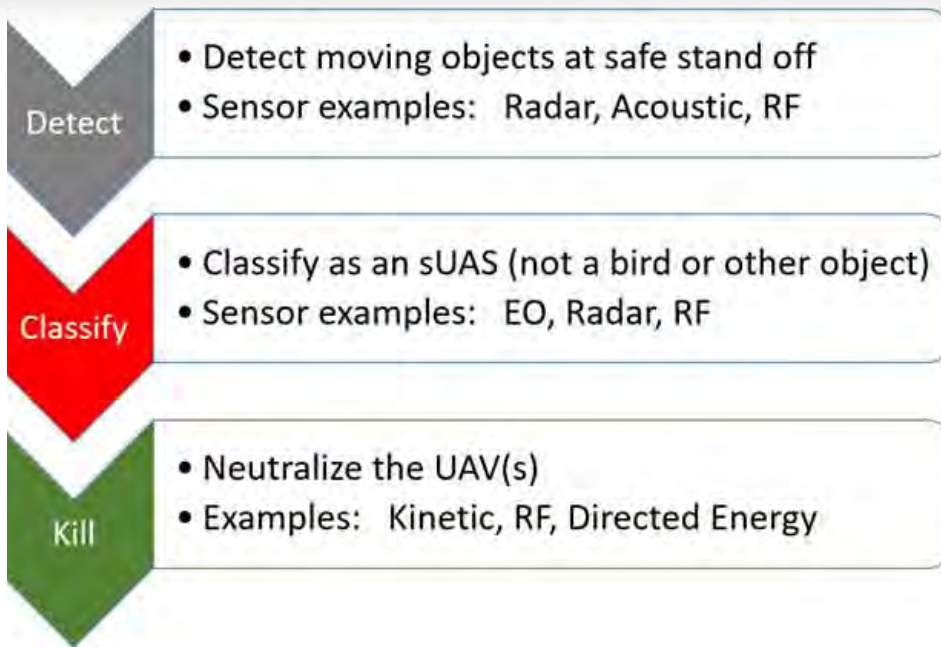 Detect
• Detect moving objects at safe stand off
• Sensor examples: Radar, Acoustic, RF
Classify
• Classify as an sUAS (not a bird or other object)
• Sensor examples: EO, Radar, RF
Kill
• Neutralize the UAV(s)
• Examples: Kinetic, RF, Directed Energy